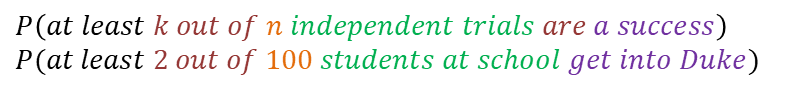 P(at least k out of n independent trials are a success)
P(at least 2 out of 100 students at school get into Duke)